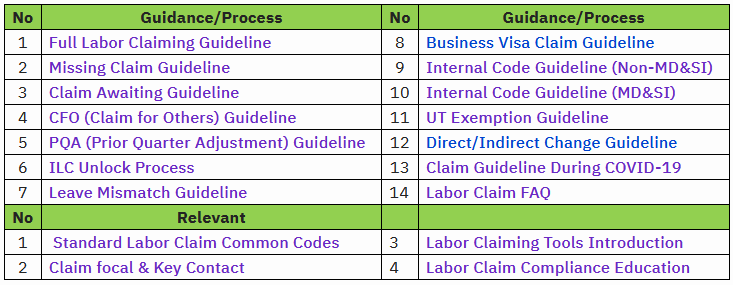 No Guidance/Process No Guidance/Process
1 Full Labor Claiming Guideline 8 Business Visa Claim Guideline
2 Missing Claim Guideline 9 Internal Code Guideline (Non-MD&SI)
3 Claim Awaiting Guideline 10 Internal Code Guideline (MD&SI)
4 CFO (Claim for Others) Guideline 11 UT Exemption Guideline
5 PQA (Prior Quarter Adjustment) Guideline 12 Direct/Indirect Change Guideline
6 ILC Unlock Process 13 Claim Guideline During COVID-19
7 Leave Mismatch Guideline 14 Labor Claim FAQ
No Relevant
1 Standard Labor Claim Common Codes 3 Labor Claiming Tools Introduction
2 Claim focal & Key Contact 4 Labor Claim Compliance Education